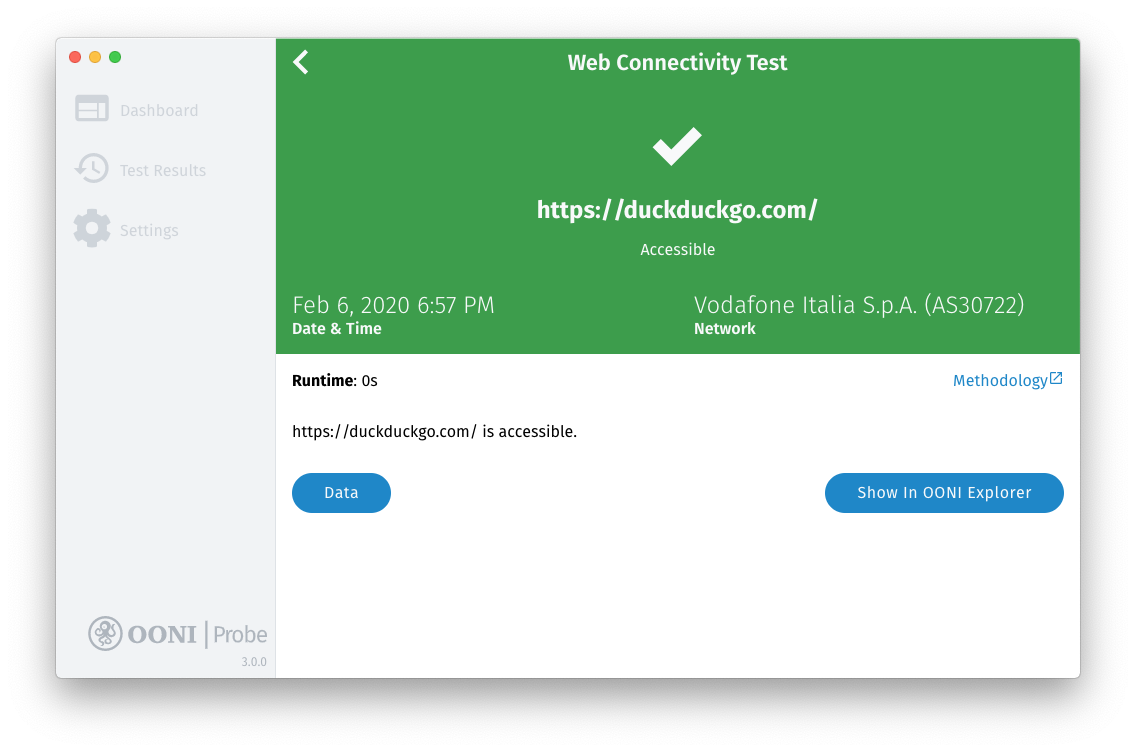 Dashboard
Test Results
Settings
OONI | Probe
3.0.0
Web Connectivity Test
https://duckduckgo.com/
Accessible
Feb 6, 2020 6:57 PM
Date & Time
Vodafone Italia S.p.A. (AS30722)
Network
Runtime: 0s
Methodology
https://duckduckgo.com/ is accessible.
Data
Show In OONI Explorer